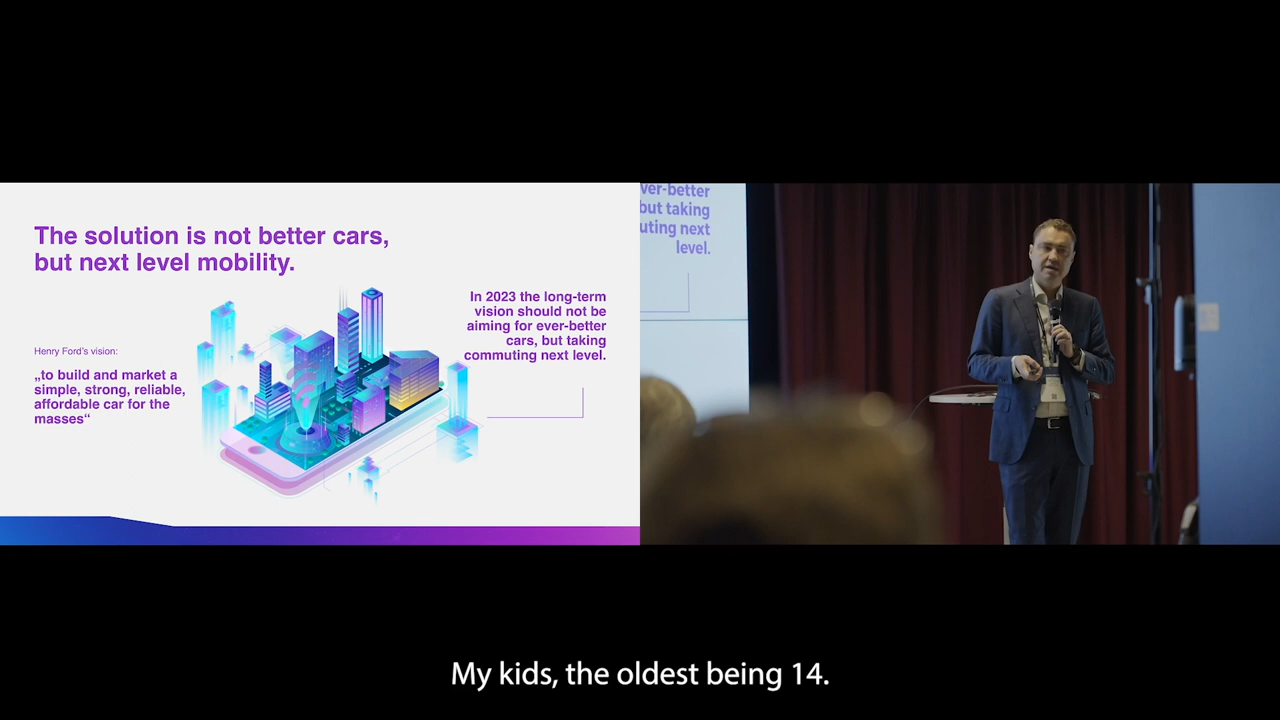 The solution is not better cars,
but next level mobility.
In 2023 the long-term
vision should not be
aiming for ever-better
cars, but taking
commuting next level.
Henry Ford's vision:
„to build and market a
simple, strong, reliable,
affordable car for the
masses“
ver-better
but taking
uting next
level.
My kids, the oldest being 14.